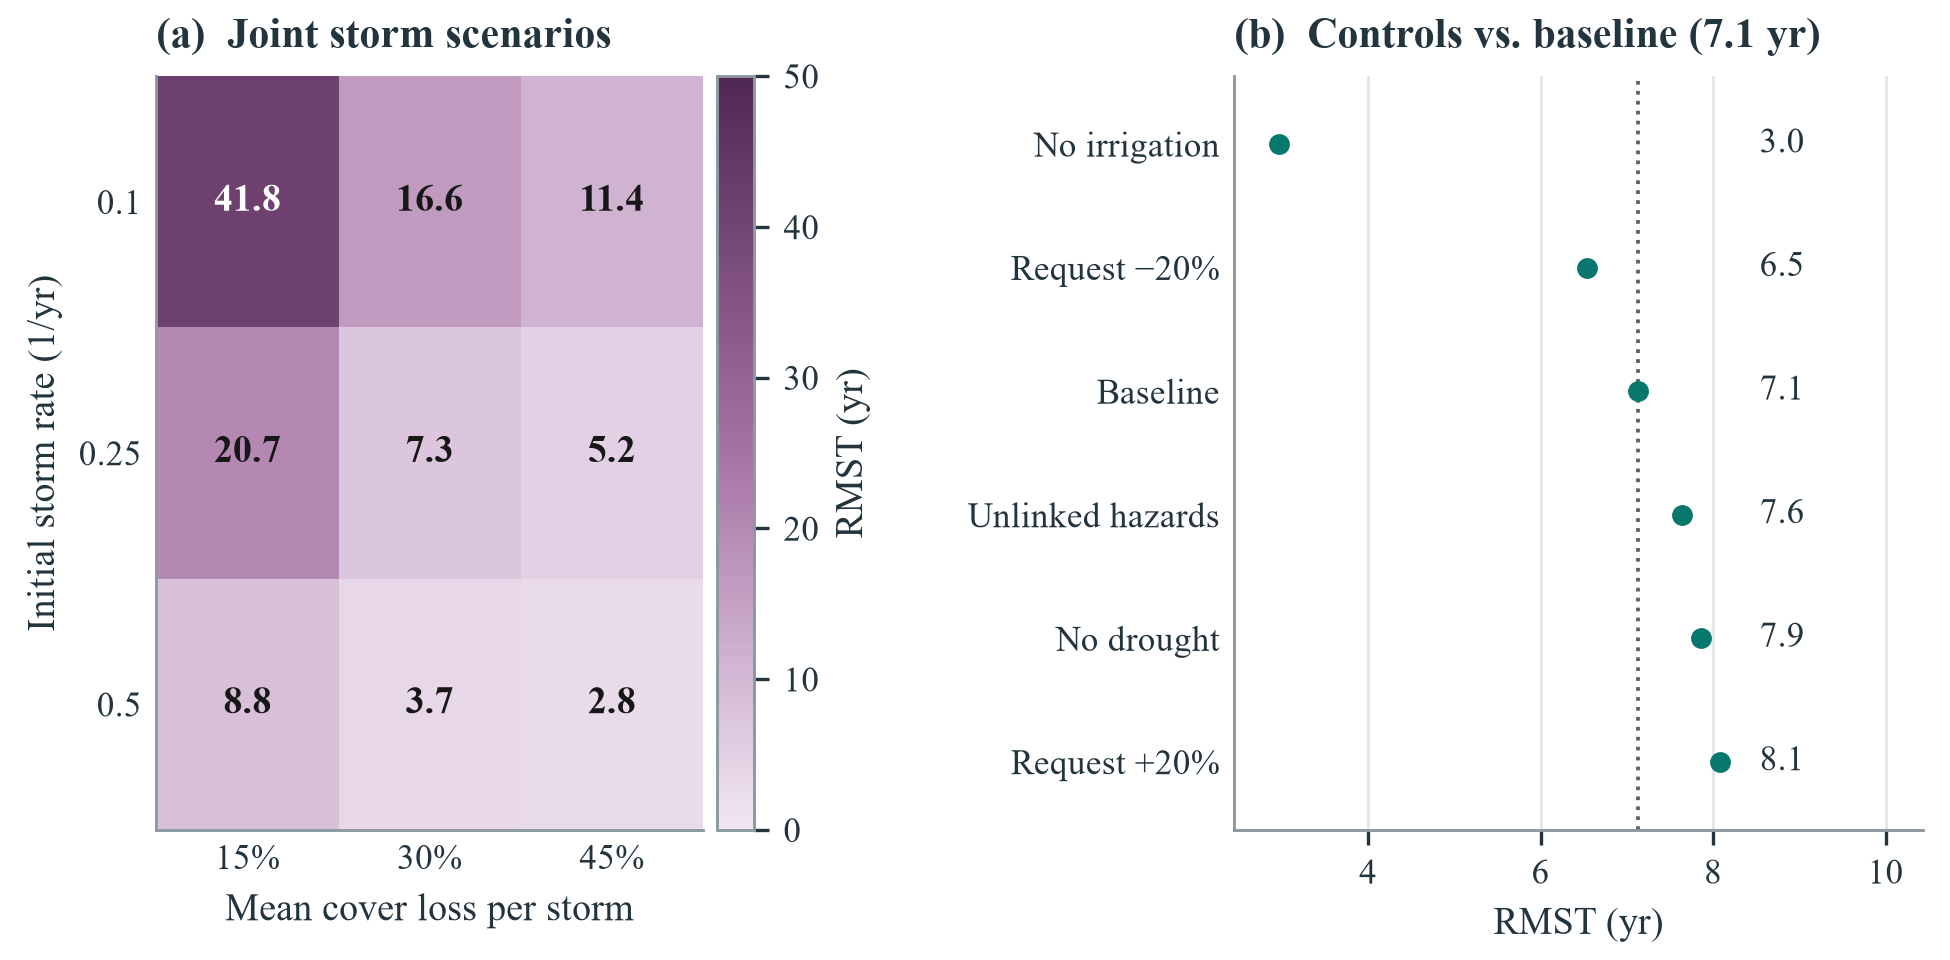 (a) Joint storm scenarios
Initial storm rate (1/yr)
0.1
0.25
0.5
41.8 16.6 11.4
20.7 7.3 5.2
8.8 3.7 2.8
15% 30% 45%
Mean cover loss per storm
50
40
30
20
10
0
RMST (yr)
(b) Controls vs. baseline (7.1 yr)
No irrigation 3.0
Request −20% 6.5
Baseline 7.1
Unlinked hazards 7.6
No drought 7.9
Request +20% 8.1
4 6 8 10
RMST (yr)